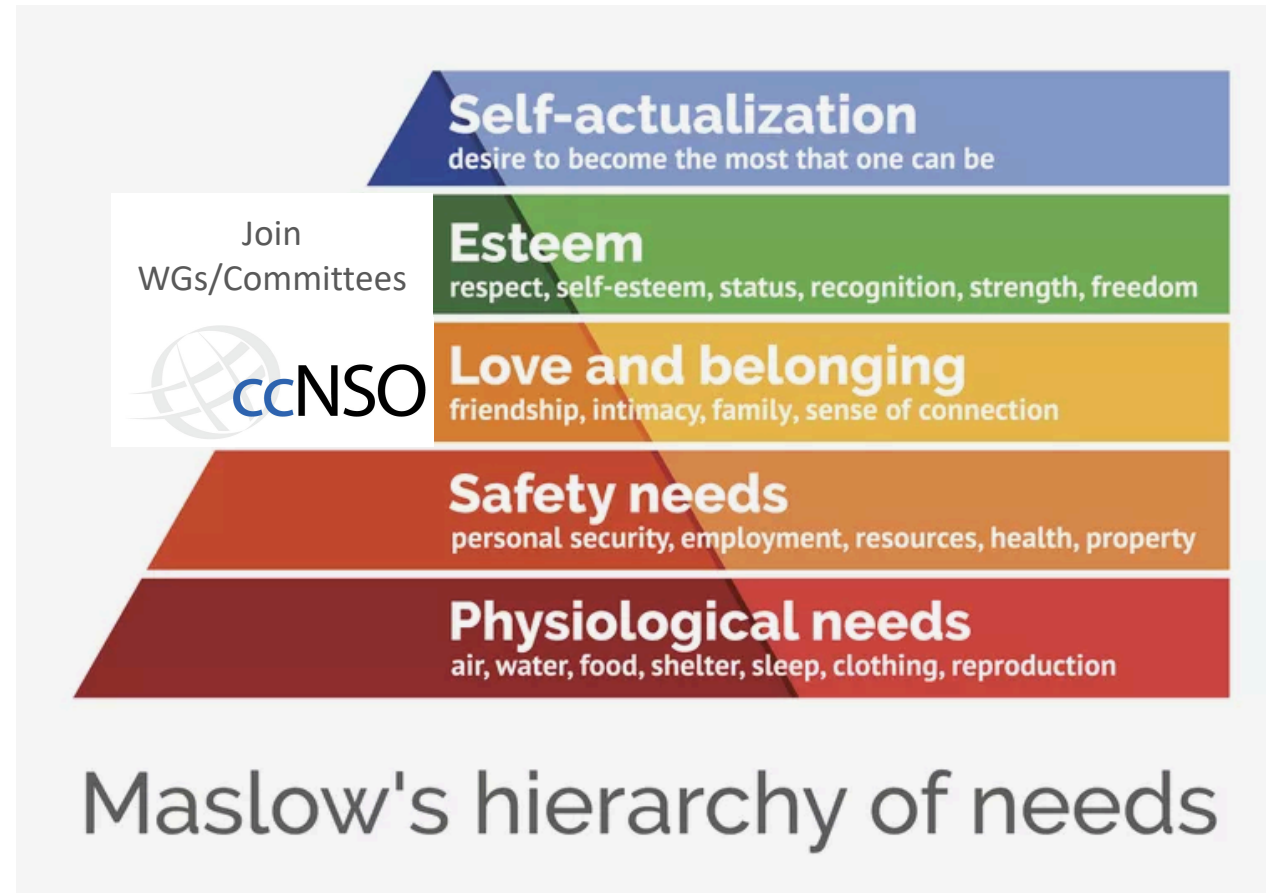 Self-actualization
desire to become the most that one can be
Join
WGs/Committees
ccNSO
Esteem
respect, self-esteem, status, recognition, strength, freedom
Love and belonging
friendship, intimacy, family, sense of connection
Safety needs
personal security, employment, resources, health, property
Physiological needs
air, water, food, shelter, sleep, clothing, reproduction
Maslow's hierarchy of needs